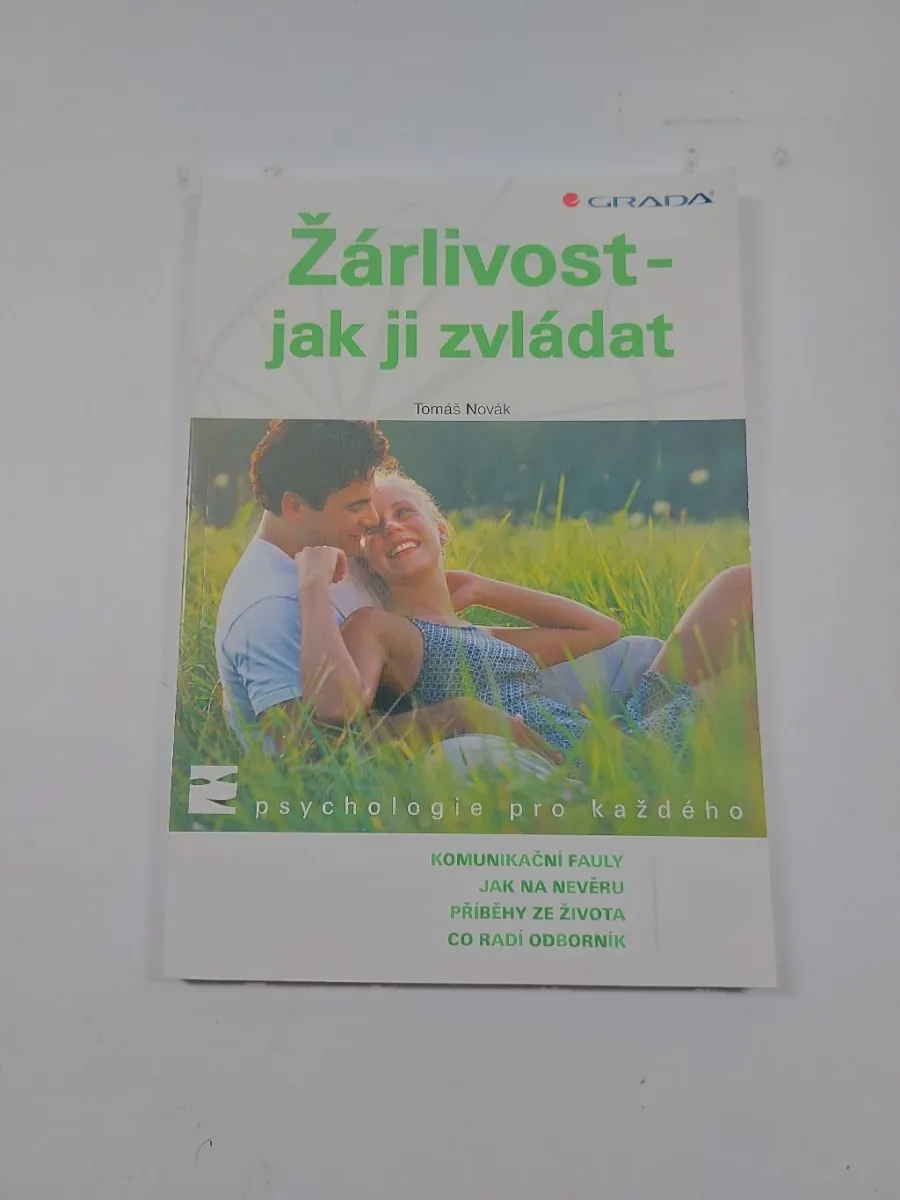 GRADA
Žárlivost-
jak ji zvládat
Tomáš Novák
psychologie pro každého
KOMUNIKAČNÍ FAULY
JAK NA NEVĚRU
PŘÍBĚHY ZE ŽIVOTA
CO RADÍ ODBORNÍK